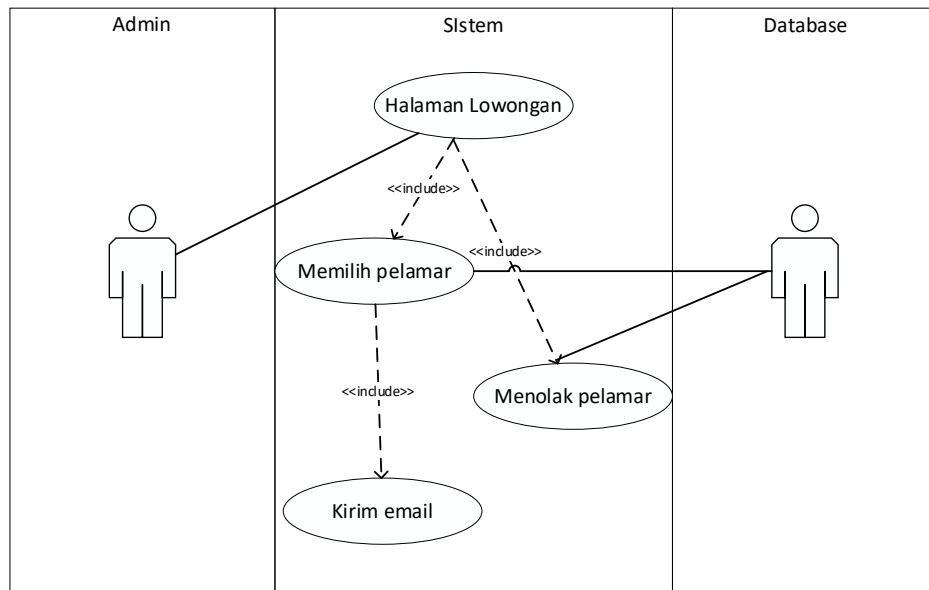 Admin
SIstem
Database
Halaman Lowongan
<<include>>
<<include>>
Memilih pelamar
<<include>>
Menolak pelamar
Kirim email